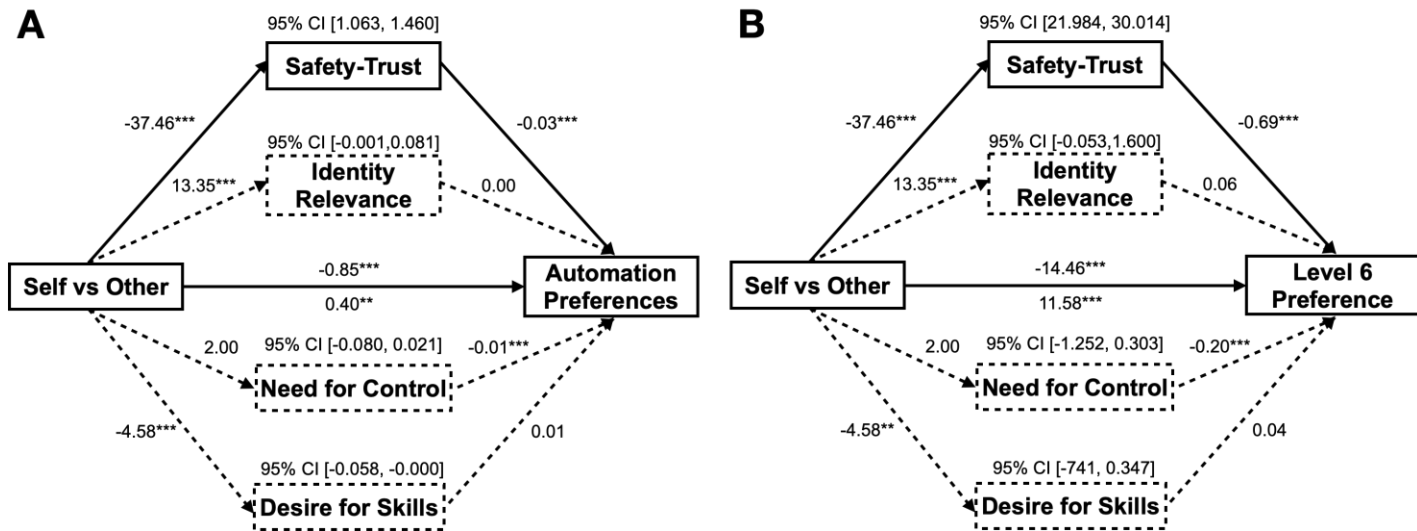 A
95% CI [1.063, 1.460]
Safety-Trust
-37.46***
-0.03***
95% CI [-0.001,0.081]
Identity
Relevance
13.35***
0.00
Self vs Other
-0.85***
0.40**
Automation
Preferences
2.00
95% CI [-0.080, 0.021]
-0.01***
Need for Control
-4.58***
0.01
95% CI [-0.058, -0.000]
Desire for Skills
B
95% CI [21.984, 30.014]
Safety-Trust
-37.46***
-0.69***
95% CI [-0.053,1.600]
Identity
Relevance
13.35***
0.06
Self vs Other
-14.46***
11.58***
Level 6
Preference
2.00
95% CI [-1.252, 0.303]
-0.20***
Need for Control
-4.58**
0.04
95% CI [-741, 0.347]
Desire for Skills